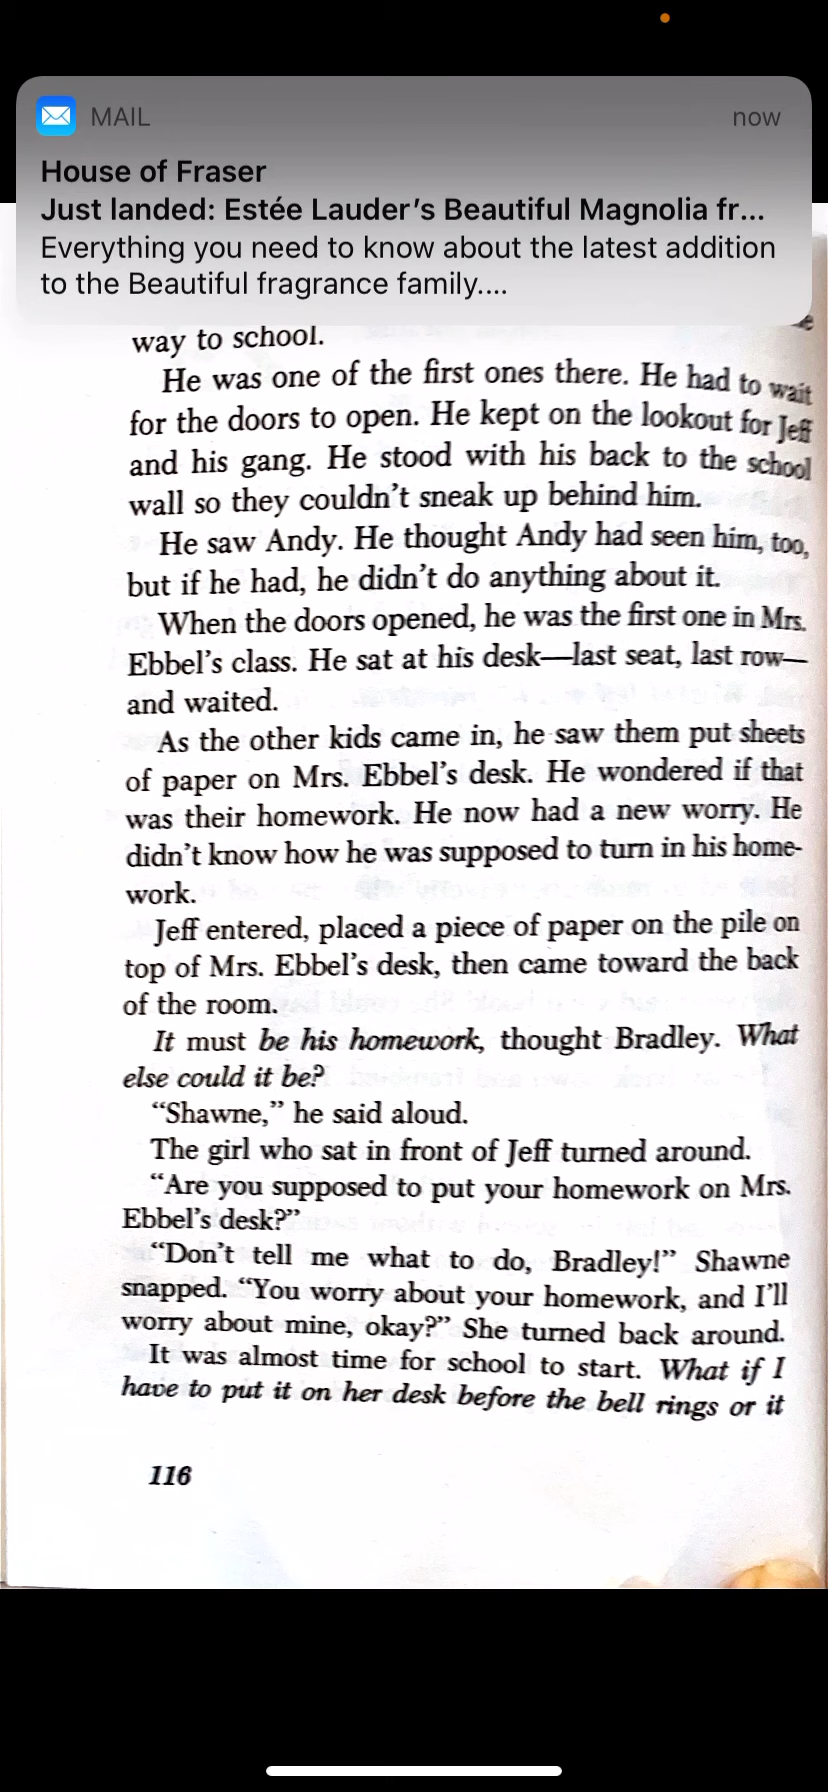 MAIL
now
House of Fraser
Just landed: Estée Lauder's Beautiful Magnolia fr...
Everything you need to know about the latest addition
to the Beautiful fragrance family....
way to school.
He was one of the first ones there. He had to wait
for the doors to open. He kept on the lookout for Jeff
and his gang. He stood with his back to the school
wall so they couldn't sneak up behind him.
He saw Andy. He thought Andy had seen him, too,
but if he had, he didn't do anything about it.
When the doors opened, he was the first one in Mrs.
Ebbel's class. He sat at his desk—last seat, last row—
and waited.
As the other kids came in, he saw them put sheets
of paper on Mrs. Ebbel's desk. He wondered if that
was their homework. He now had a new worry. He
didn't know how he was supposed to turn in his home-
work.
Jeff entered, placed a piece of paper on the pile on
top of Mrs. Ebbel's desk, then came toward the back
of the room.
It must be his homework, thought Bradley. What
else could it be?
"Shawne," he said aloud.
The girl who sat in front of Jeff turned around.
"Are you supposed to put your homework on Mrs.
Ebbel's desk?"
"Don't tell me what to do, Bradley!" Shawne
snapped. "You worry about your homework, and I'll
worry about mine, okay?" She turned back around.
It was almost time for school to start. What if I
have to put it on her desk before the bell rings or it
116